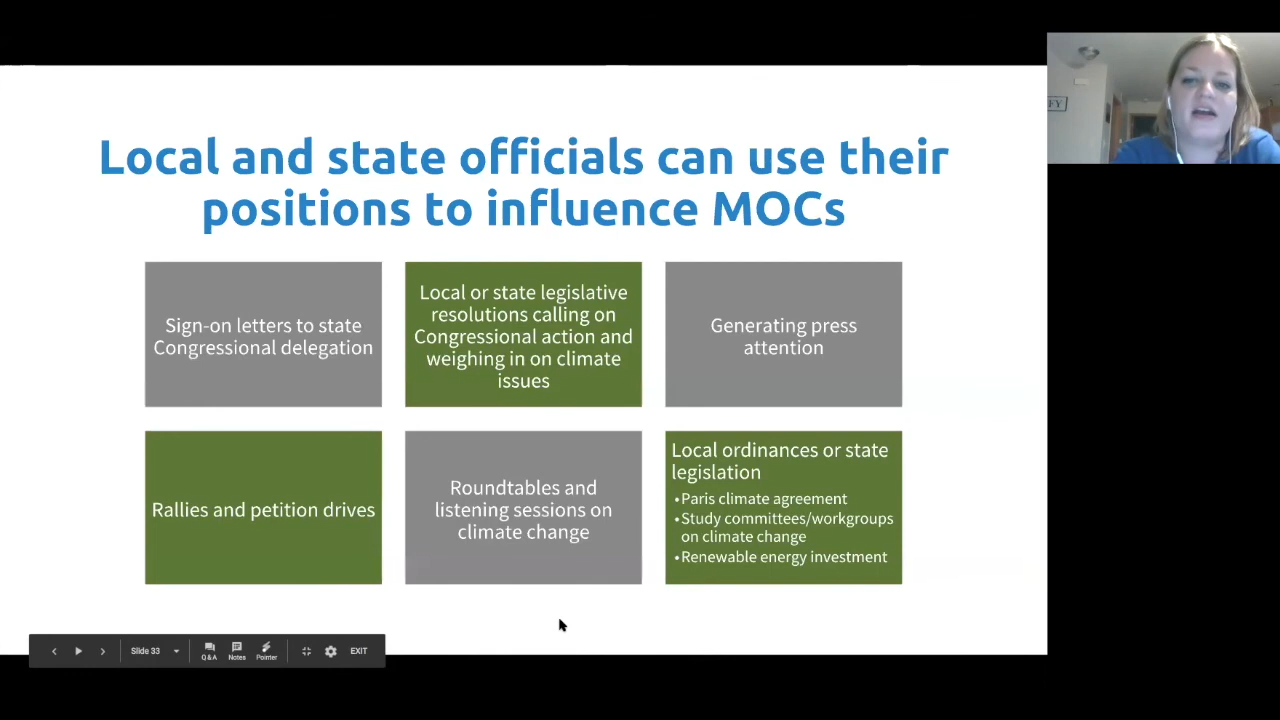 Local and state officials can use their
positions to influence MOCs
Sign-on letters to state
Congressional delegation
Local or state legislative
resolutions calling on
Congressional action and
weighing in on climate
issues
Generating press
attention
Rallies and petition drives
Roundtables and
listening sessions on
climate change
Local ordinances or state
legislation
•Paris climate agreement
•Study committees/workgroups
on climate change
•Renewable energy investment
Slide 33
Q&A
Notes
Pointer
EXIT
FY